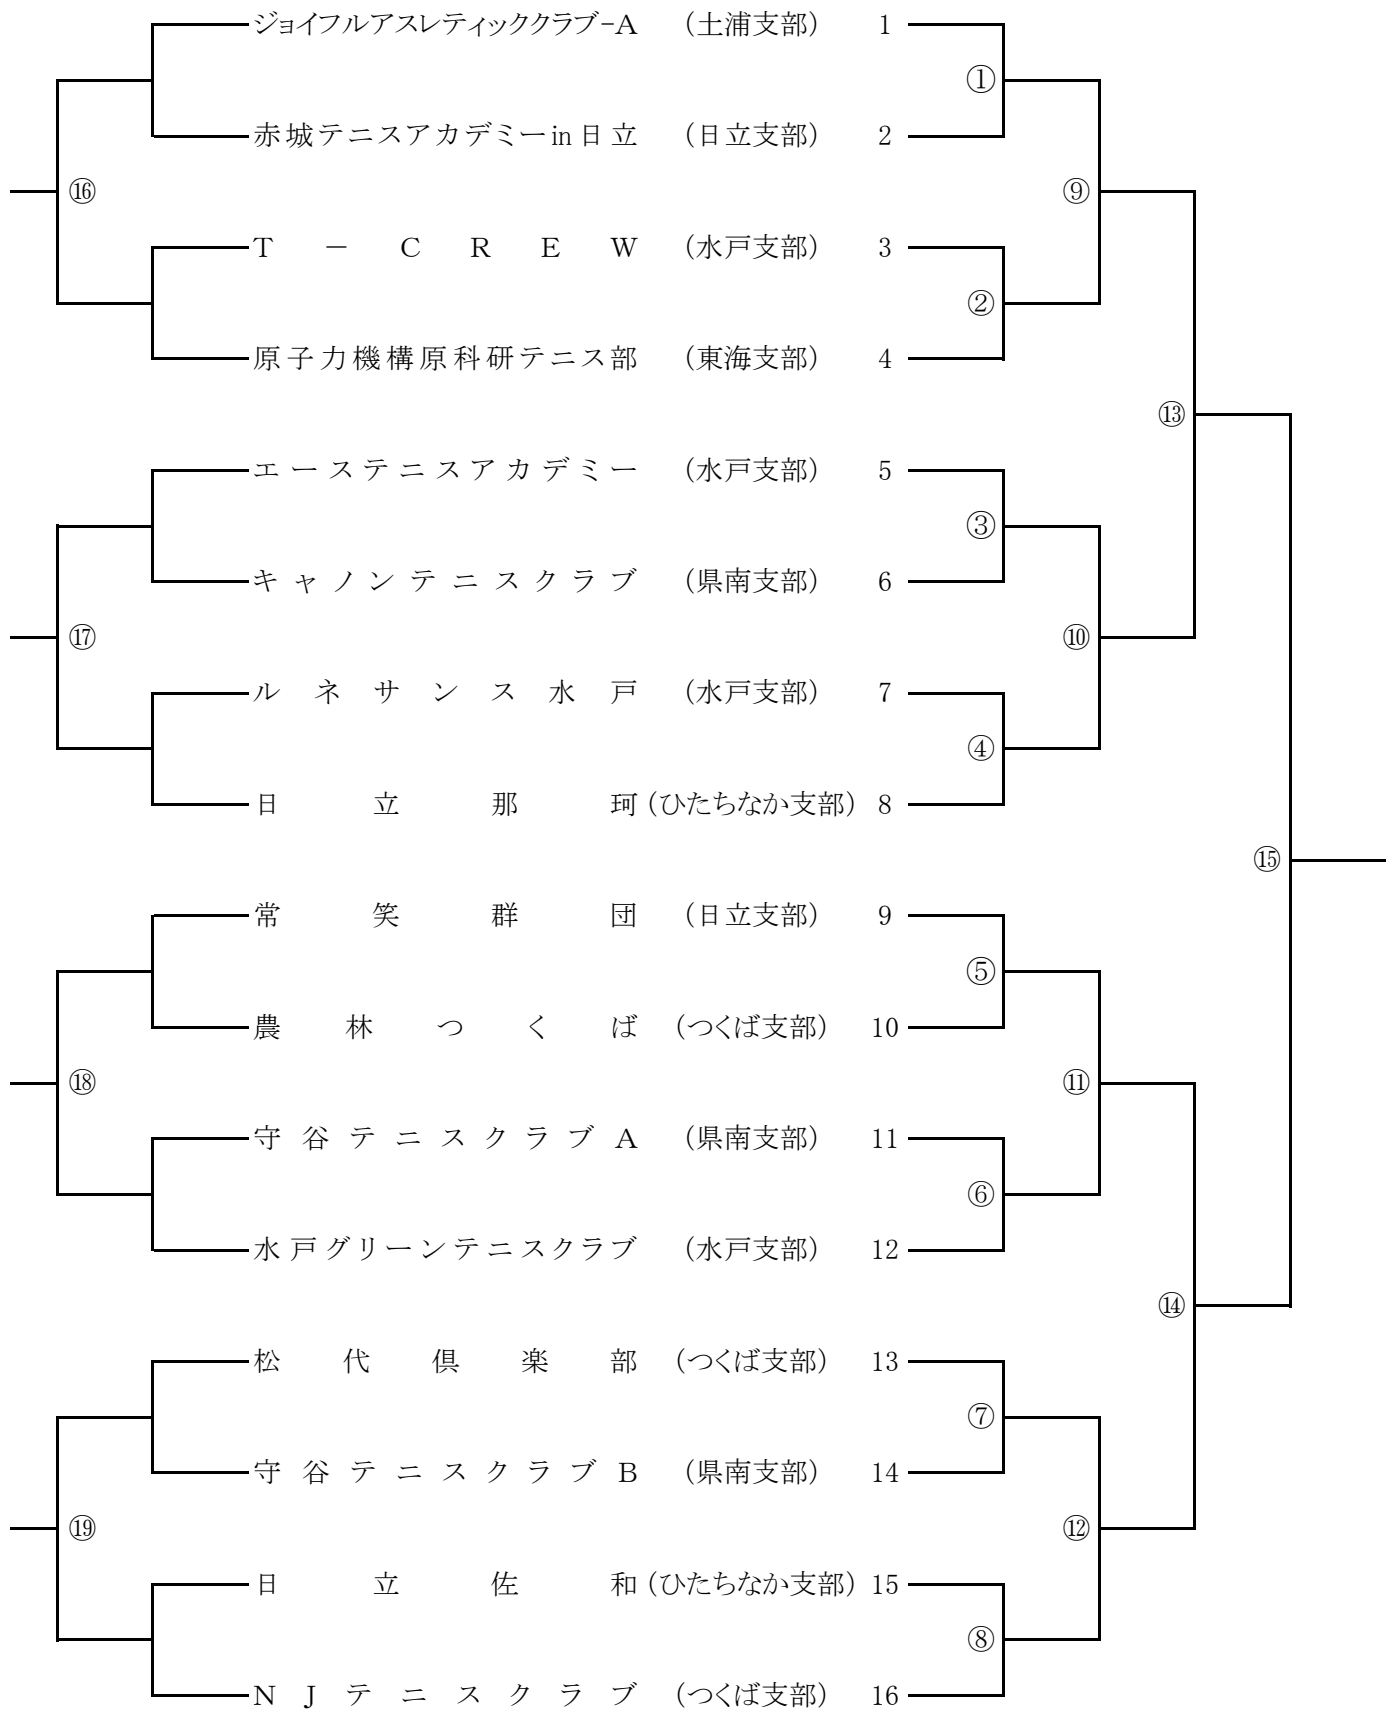 ジョイフルアスレティッククラブ-A (土浦支部) 1
①
赤城テニスアカデミーin日立 (日立支部) 2
⑯ ⑨
T－CREW (水戸支部) 3
②
原子力機構原科研テニス部 (東海支部) 4
⑬
エーステニスアカデミー (水戸支部) 5
③
キャノンテニスクラブ (県南支部) 6
⑰ ⑩
ルネサンス水戸 (水戸支部) 7
④
日立那珂 (ひたちなか支部) 8
⑮
常笑群団 (日立支部) 9
⑤
農林つくば (つくば支部) 10
⑱ ⑪
守谷テニスクラブA (県南支部) 11
⑥
水戸グリーンテニスクラブ (水戸支部) 12
⑭
松代倶楽部 (つくば支部) 13
⑦
守谷テニスクラブB (県南支部) 14
⑲ ⑫
日立佐和 (ひたちなか支部) 15
⑧
NJテニスクラブ (つくば支部) 16